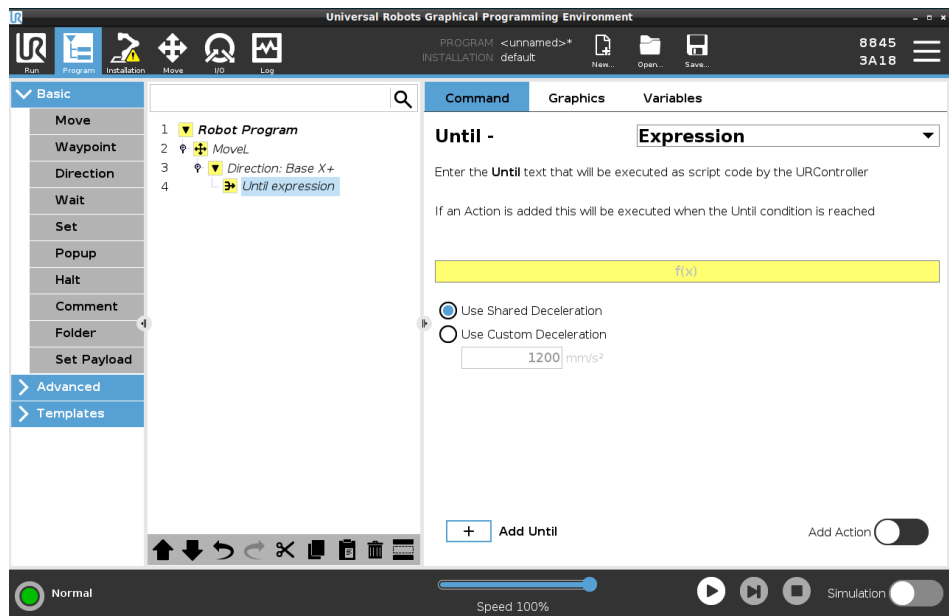 Universal Robots Graphical Programming Environment
Run
Program
Installation
Move
I/O
Log
PROGRAM <unnamed>*
INSTALLATION default
New...
Open...
Save...
8845
3A18
Basic
Move
Waypoint
Direction
Wait
Set
Popup
Halt
Comment
Folder
Set Payload
Advanced
Templates
1 Robot Program
2 MoveL
3 Direction: Base X+
4 Until expression
Command Graphics Variables
Until - Expression
Enter the Until text that will be executed as script code by the URController
If an Action is added this will be executed when the Until condition is reached
f(x)
Use Shared Deceleration
Use Custom Deceleration
1200 mm/s²
+ Add Until
Add Action
Normal
Speed 100%
Simulation